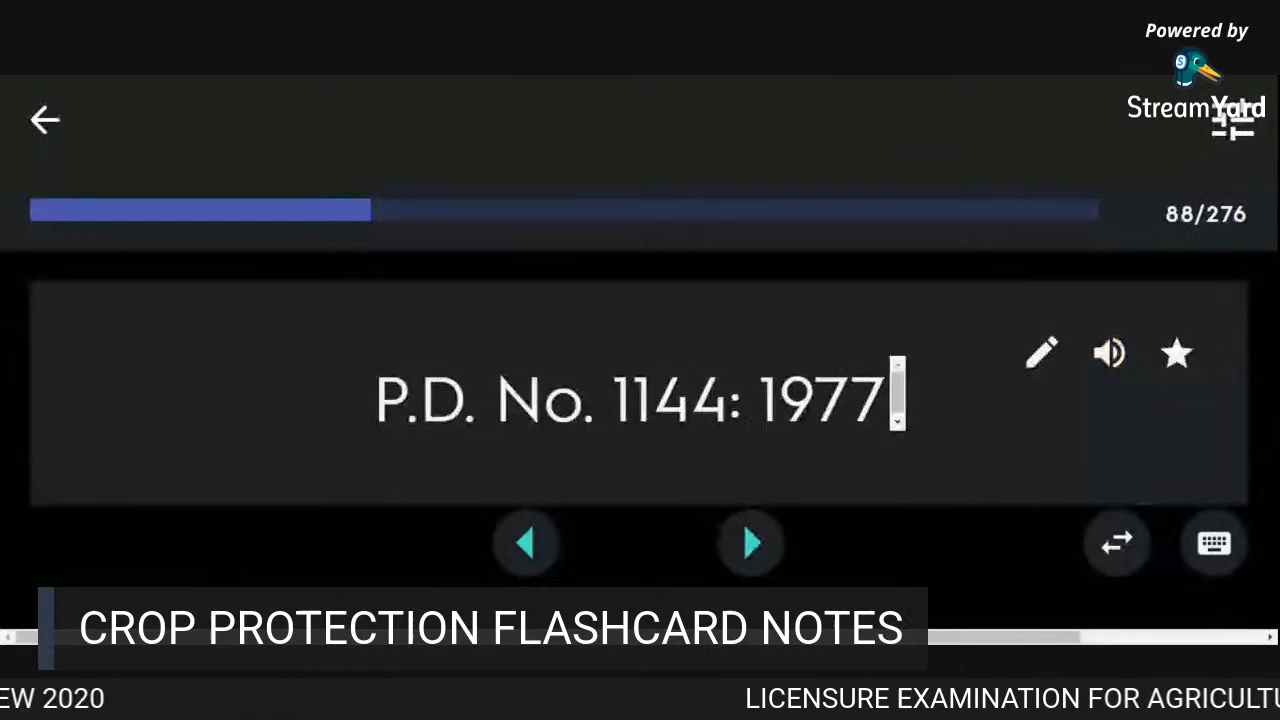 Powered by
StreamYard
88/276
P.D. No. 1144: 1977
CROP PROTECTION FLASHCARD NOTES
EW 2020
LICENSURE EXAMINATION FOR AGRICULTU